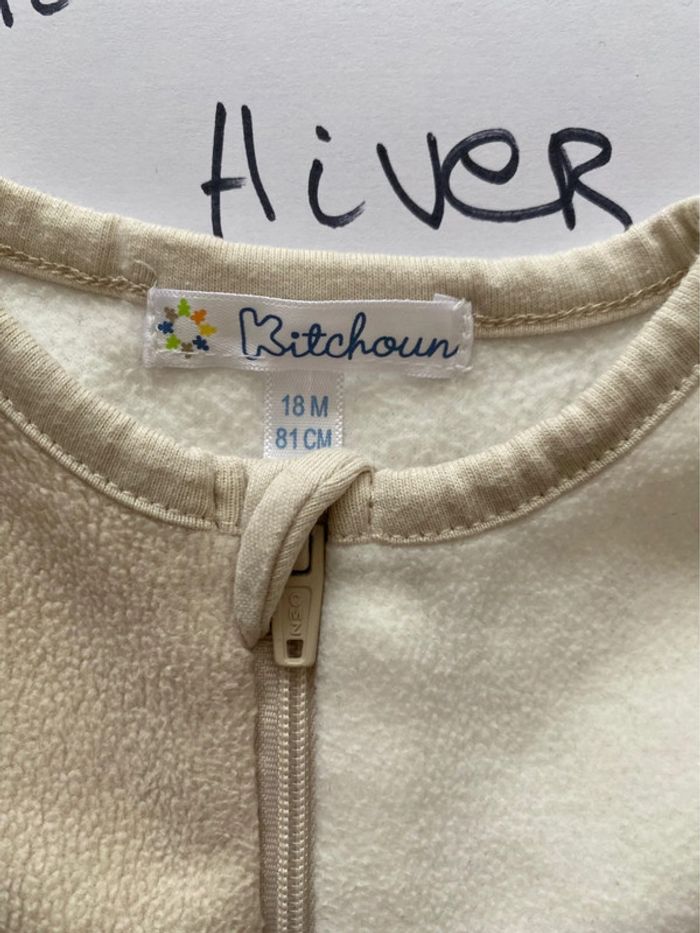 HiveR
Kitchoun
18 M
81 CM